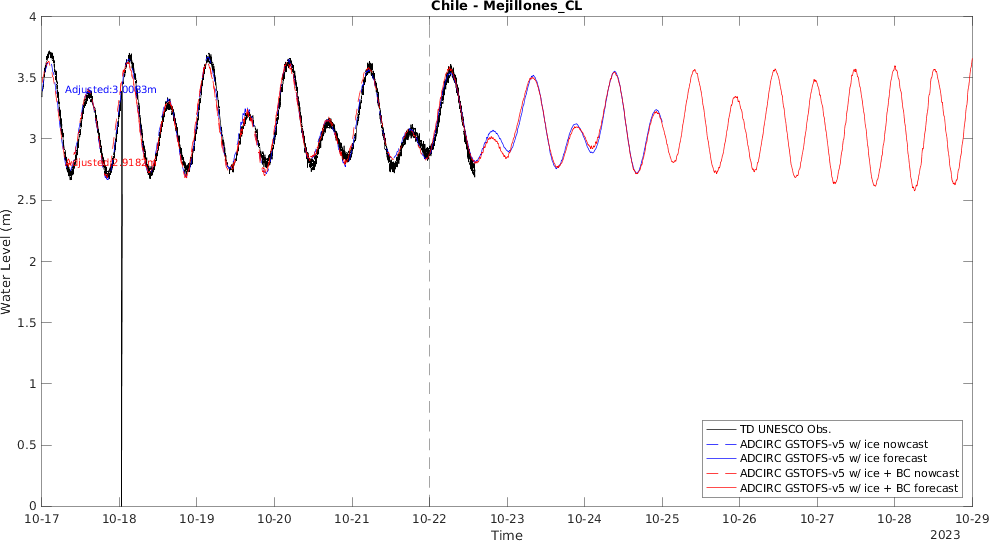 Chile - Mejillones_CL
4
3.5
3
2.5
2
1.5
1
0.5
0
Water Level (m)
Adjusted:3.0083m
Adjusted:2.9182m
TD UNESCO Obs.
ADCIRC GSTOFS-v5 w/ ice nowcast
ADCIRC GSTOFS-v5 w/ ice forecast
ADCIRC GSTOFS-v5 w/ ice + BC nowcast
ADCIRC GSTOFS-v5 w/ ice + BC forecast
10-17 10-18 10-19 10-20 10-21 10-22 10-23 10-24 10-25 10-26 10-27 10-28 10-29
Time
2023